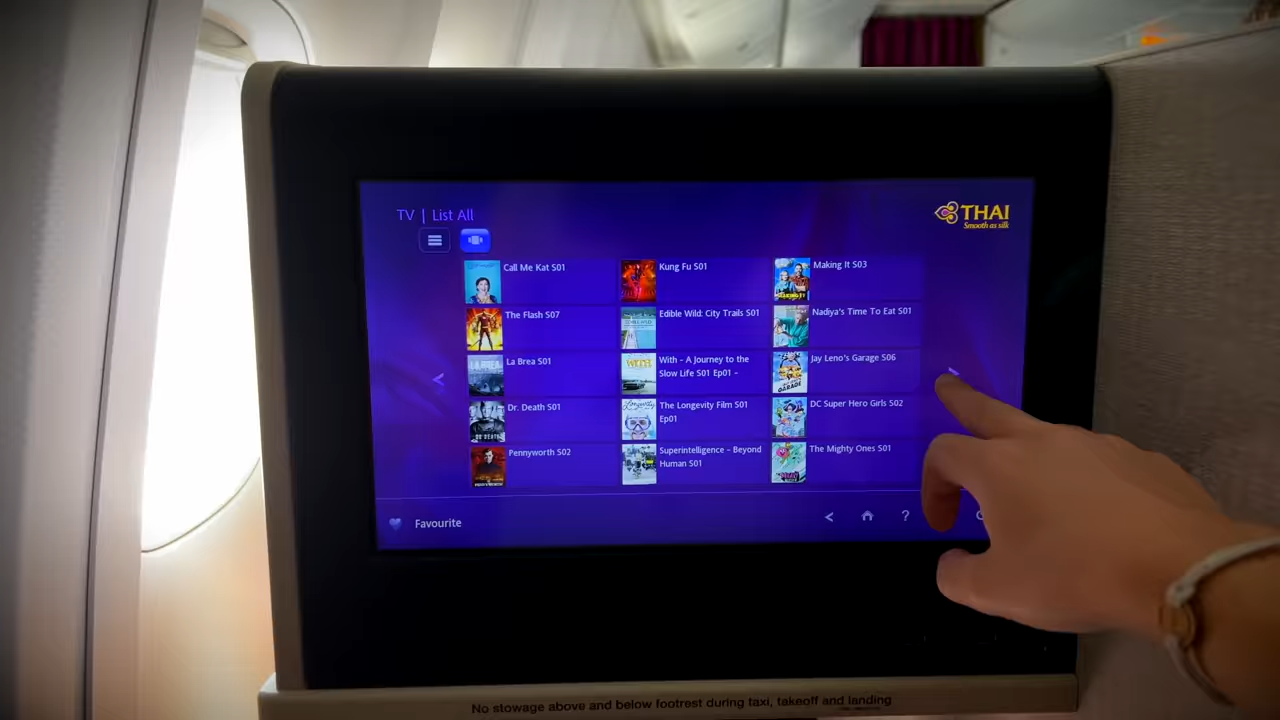 TV | List All
THAI
Smooth as silk
Call Me Kat S01
Kung Fu S01
Making It S03
The Flash S07
Edible Wild: City Trails S01
Nadiya's Time To Eat S01
La Brea S01
With - A Journey to the
Slow Life S01 Ep01 -
Jay Leno's Garage S06
Dr. Death S01
The Longevity Film S01
Ep01
DC Super Hero Girls S02
Pennyworth S02
Superintelligence - Beyond
Human S01
The Mighty Ones S01
Favourite
?
No stowage above and below footrest during taxi, takeoff and landing